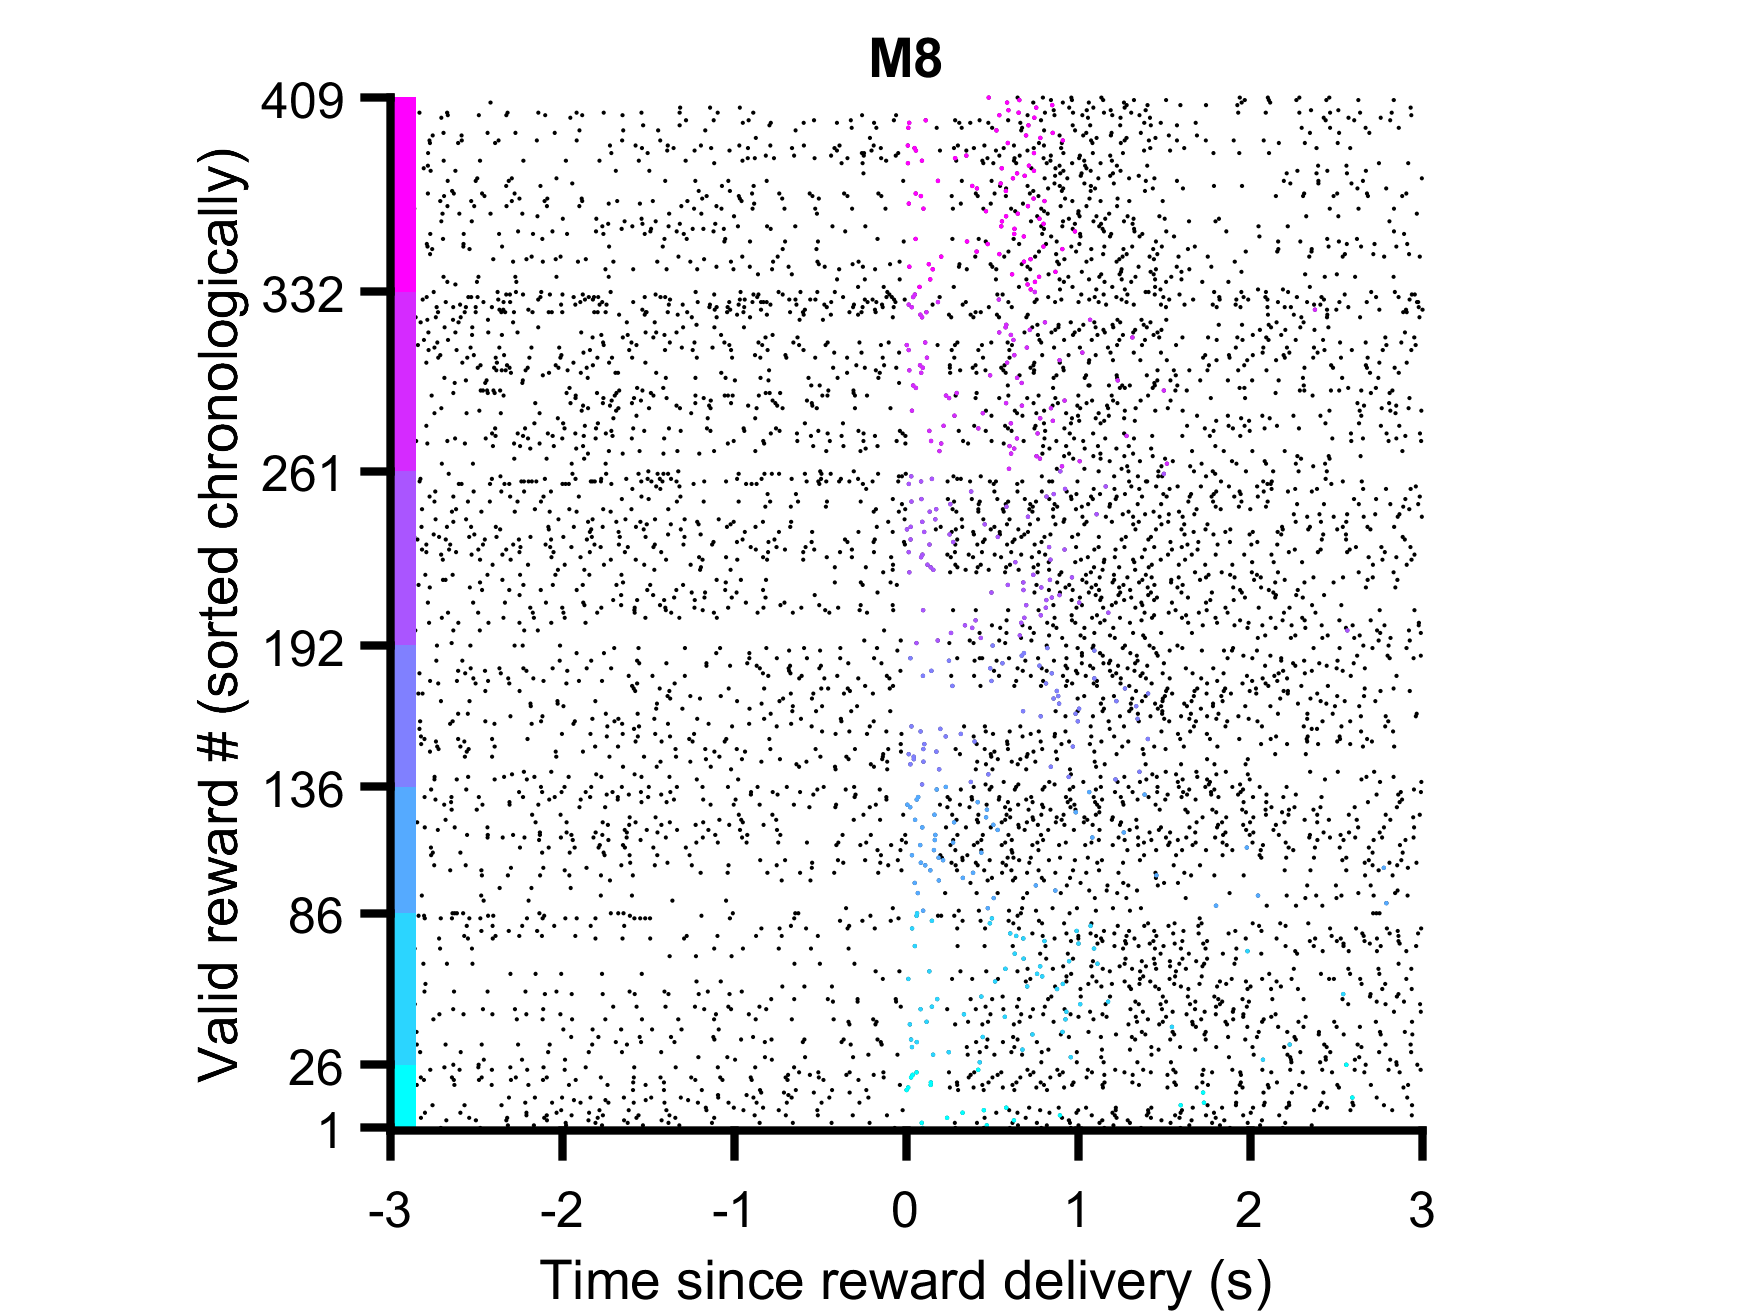 M8
Valid reward # (sorted chronologically)
409
332
261
192
136
86
26
1
-3 -2 -1 0 1 2 3
Time since reward delivery (s)